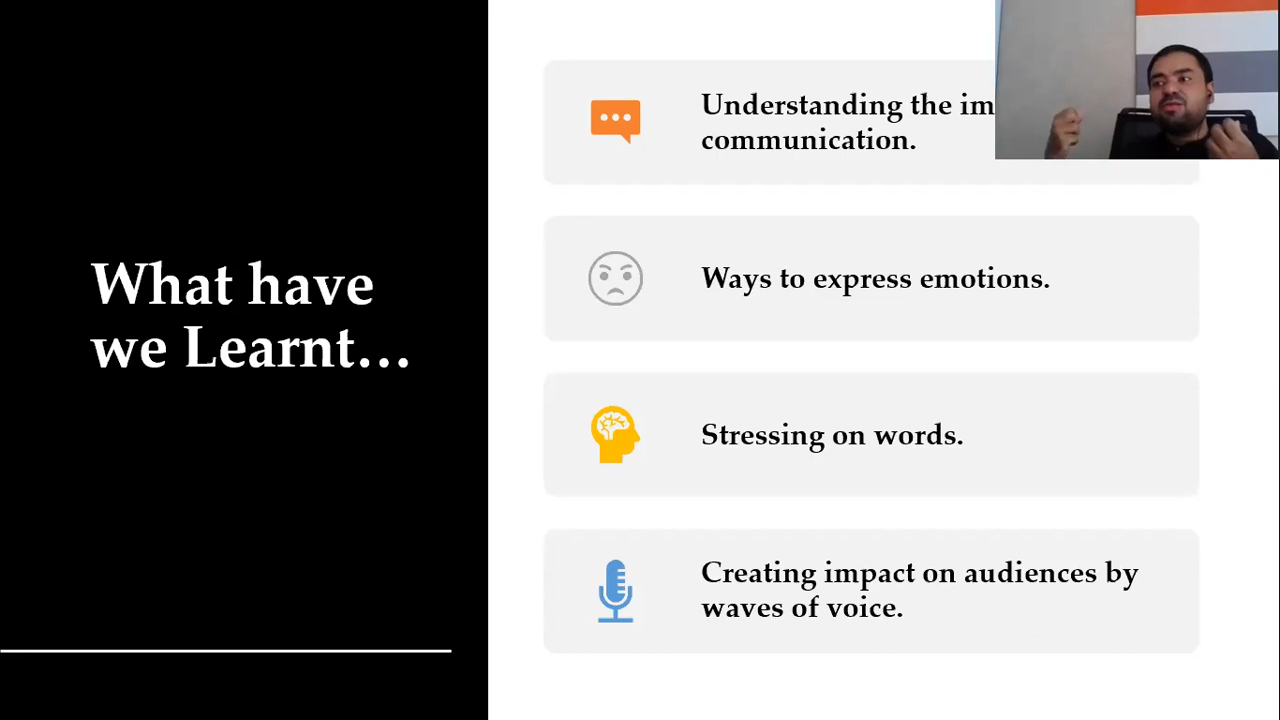 What have
we Learnt...
Understanding the
communication.
Ways to express emotions.
Stressing on words.
Creating impact on audiences by
waves of voice.